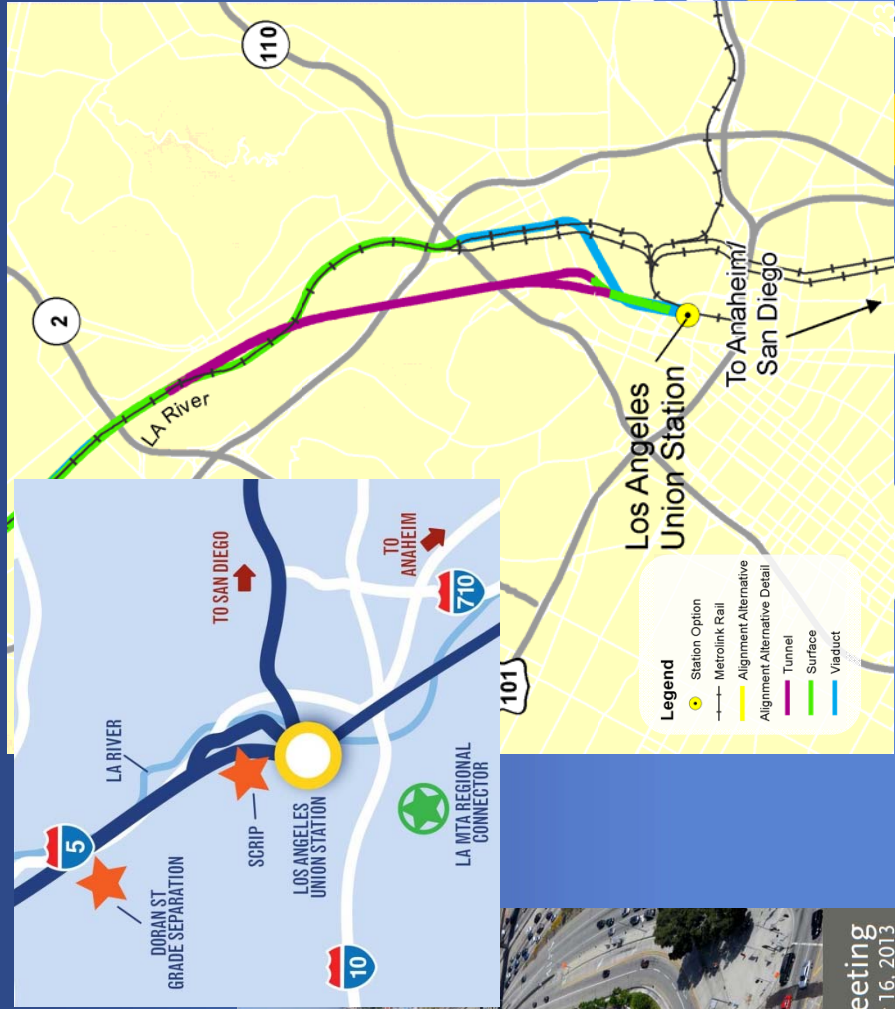 110
2
LA River
Los Angeles
Union Station
To Anaheim/
San Diego
101
Legend
Station Option
Metrolink Rail
Alignment Alternative
Alignment Alternative Detail
Tunnel
Surface
Viaduct
TO SAN DIEGO
TO
ANAHEIM
710
LA RIVER
5
SCRIP
DORAN ST
GRADE SEPARATION
LOS ANGELES
UNION STATION
LA MTA REGIONAL
CONNECTOR
10
eeting
16, 2013
23